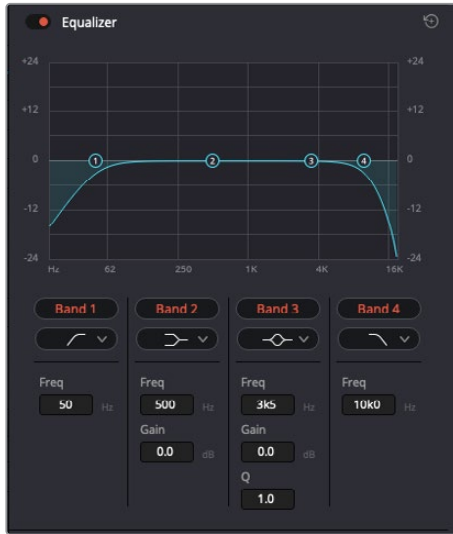 Equalizer
+24 +24
+12 +12
0 1 2 3 4 0
-12 -12
-24 -24
Hz 62 250 1K 4K 16K
Band 1 Band 2 Band 3 Band 4
Freq Freq Freq Freq
50 Hz 500 Hz 3k5 Hz 10k0 Hz
Gain Gain
0.0 dB 0.0 dB
Q
1.0